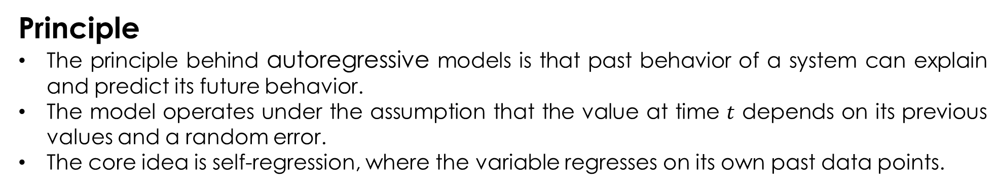 Principle
• The principle behind autoregressive models is that past behavior of a system can explain
and predict its future behavior.
• The model operates under the assumption that the value at time t depends on its previous
values and a random error.
• The core idea is self-regression, where the variable regresses on its own past data points.